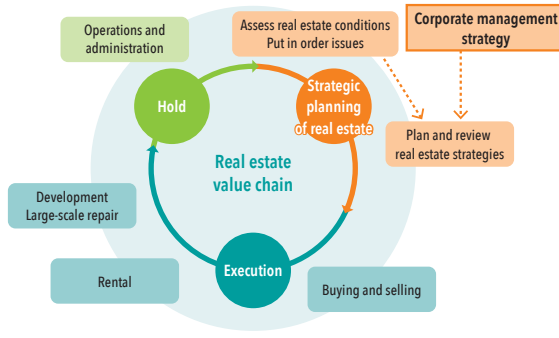 Operations and
administration
Assess real estate conditions
Put in order issues
Corporate management
strategy
Hold
Strategic
planning
of real estate
Plan and review
real estate strategies
Real estate
value chain
Development
Large-scale repair
Execution
Rental
Buying and selling